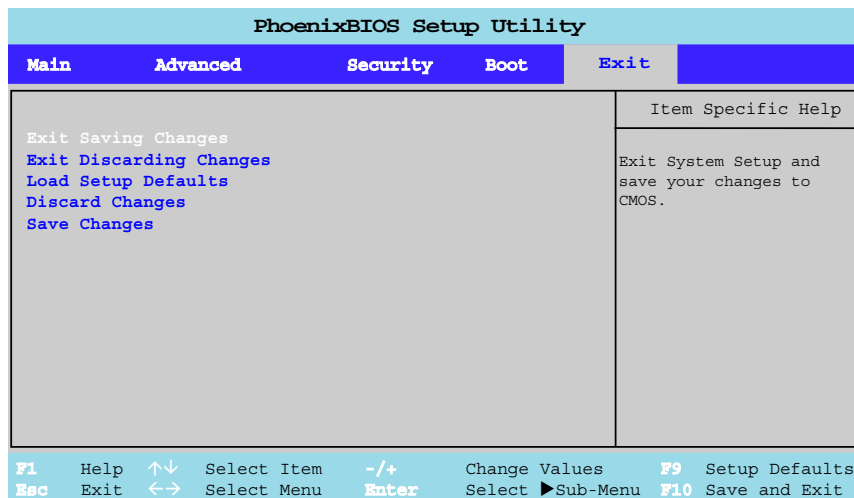 PhoenixBIOS Setup Utility
Main Advanced Security Boot Exit
Item Specific Help
Exit Saving Changes
Exit Discarding Changes
Load Setup Defaults
Discard Changes
Save Changes
Exit System Setup and
save your changes to
CMOS.
F1 Help ↑↓ Select Item -/+ Change Values F9 Setup Defaults
Esc Exit ←→ Select Menu Enter Select ▶Sub-Menu F10 Save and Exit